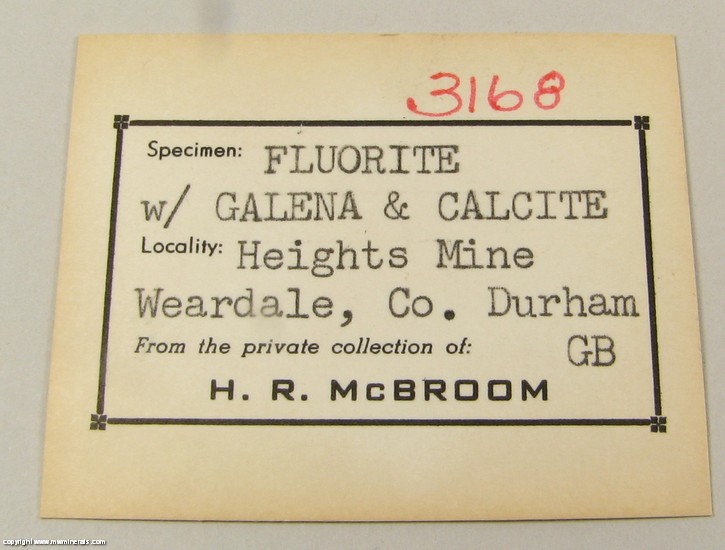 3168
Specimen: FLUORITE
w/ GALENA & CALCITE
Locality: Heights Mine
Weardale, Co. Durham
From the private collection of: GB
H. R. McBROOM
copyright www.mwminerals.com